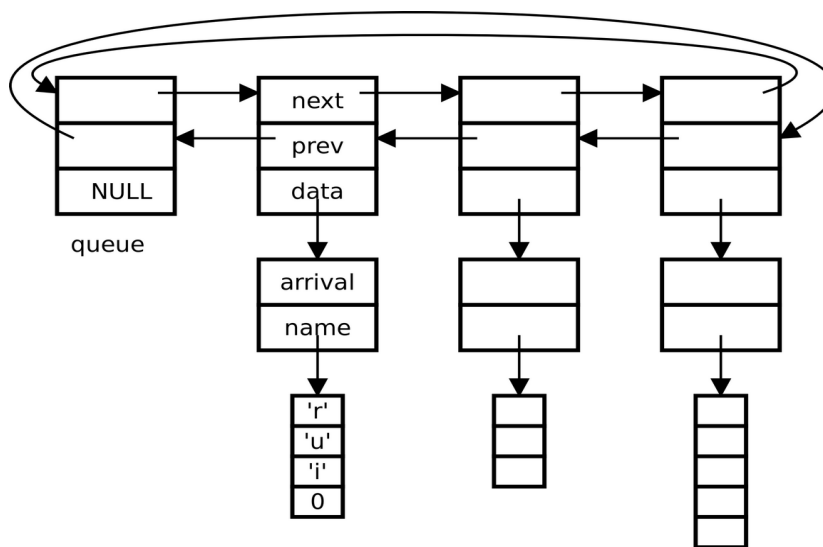 next
prev
NULL
data
queue
arrival
name
'r'
'u'
'i'
0